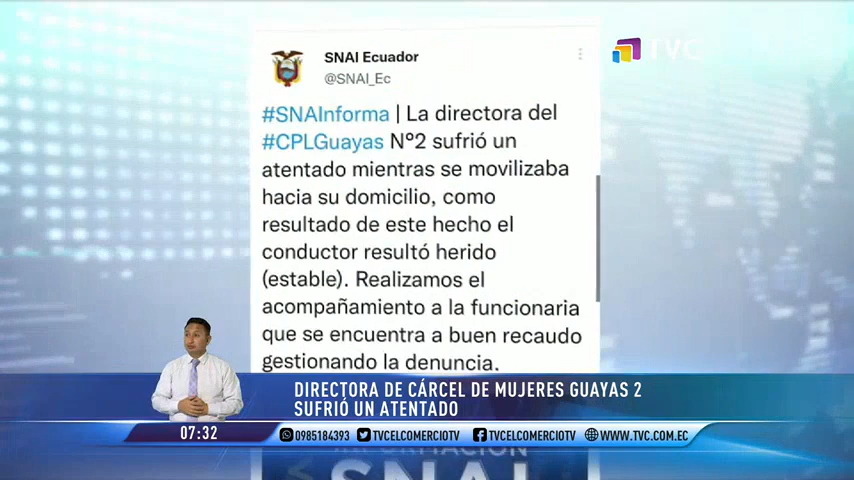 SNAI Ecuador
@SNAI_Ec
TVC
#SNAInforma | La directora del
#CPLGuayas N°2 sufrió un
atentado mientras se movilizaba
hacia su domicilio, como
resultado de este hecho el
conductor resultó herido
(estable). Realizamos el
acompañamiento a la funcionaria
que se encuentra a buen recaudo
gestionando la denuncia.
DIRECTORA DE CÁRCEL DE MUJERES GUAYAS 2
SUFRIÓ UN ATENTADO
07:32
0985184393
TVCELCOMERCIOTV
TVCELCOMERCIOTV
WWW.TVC.COM.EC
INFORMACIÓN
SNAI